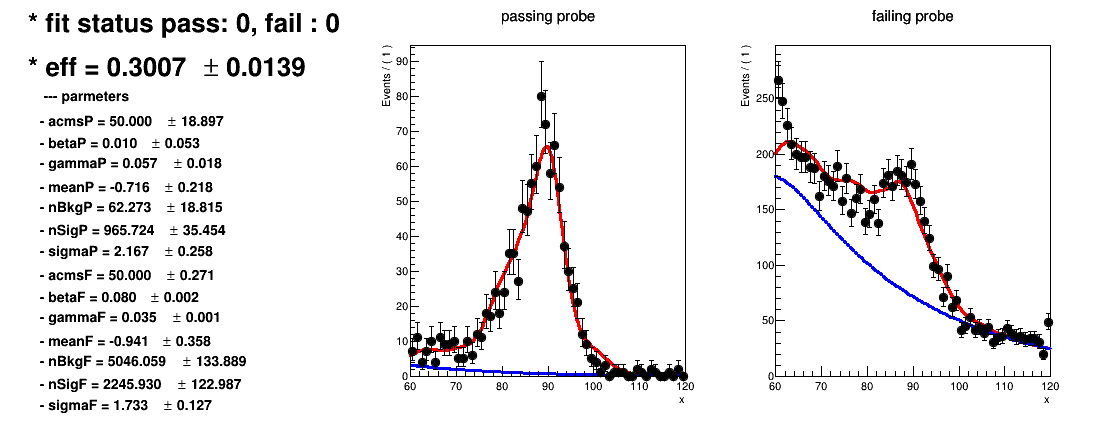 * fit status pass: 0, fail : 0
* eff = 0.3007 ± 0.0139
--- parmeters
- acmsP = 50.000 ± 18.897
- betaP = 0.010 ± 0.053
- gammaP = 0.057 ± 0.018
- meanP = -0.716 ± 0.218
- nBkgP = 62.273 ± 18.815
- nSigP = 965.724 ± 35.454
- sigmaP = 2.167 ± 0.258
- acmsF = 50.000 ± 0.271
- betaF = 0.080 ± 0.002
- gammaF = 0.035 ± 0.001
- meanF = -0.941 ± 0.358
- nBkgF = 5046.059 ± 133.889
- nSigF = 2245.930 ± 122.987
- sigmaF = 1.733 ± 0.127
passing probe
Events / ( 1 )
90
80
70
60
50
40
30
20
10
0
60 70 80 90 100 110 120
x
failing probe
Events / ( 1 )
250
200
150
100
50
0
60 70 80 90 100 110 120
x